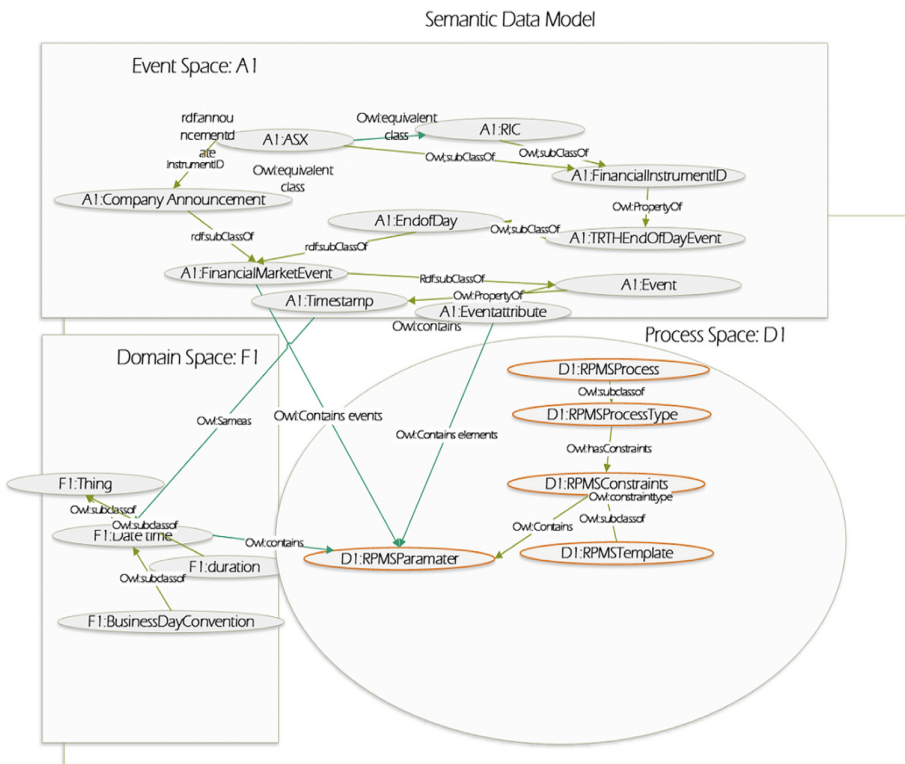 Semantic Data Model
Event Space: A1
rdf:annou
ncementd
ate
InstrumentID
A1:ASX
Owl:equivalent
class
A1:RIC
Owl;subClassOf
Owl;subClassOf
Owl:equivalent
class
A1:FinancialInstrumentID
A1:Company Announcement
Owl:PropertyOf
A1:EndofDay
Owl;subClassOf
A1:TRTHEndOfDayEvent
rdf:subClassOf
rdf:subClassOf
A1:FinancialMarketEvent
Rdf:subClassOf
A1:Event
A1:Timestamp
Owl:PropertyOf
A1:Eventattribute
Owl:contains
Process Space: D1
Domain Space: F1
D1:RPMSProcess
Owl:subclassof
D1:RPMSProcessType
Owl:Sameas
Owl:Contains events
Owl:Contains elements
Owl:hasConstraints
F1:Thing
D1:RPMSConstraints
Owl:constrainttype
Owl:subclassof
Owl:subclassof
F1:Date time
Owl:contains
Owl:Contains
Owl:subclassof
D1:RPMSParamater
D1:RPMSTemplate
F1:duration
Owl:subclassof
F1:BusinessDayConvention